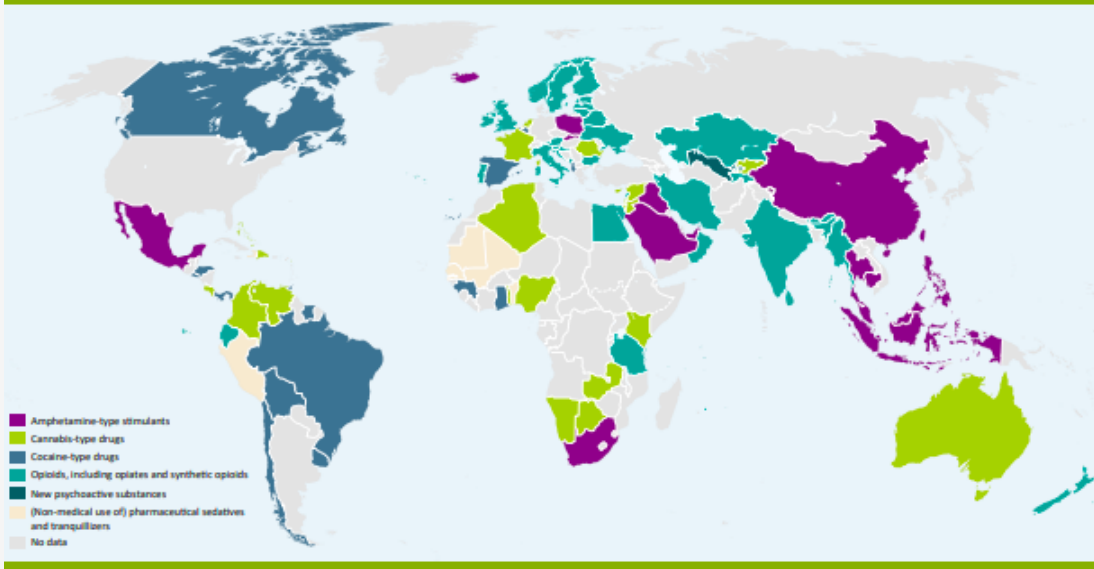 Amphetamine-type stimulants
Cannabis-type drugs
Cocaine-type drugs
Opioids, including opiates and synthetic opioids
New psychoactive substances
(Non-medical use of) pharmaceutical sedatives
and tranquillizers
No data